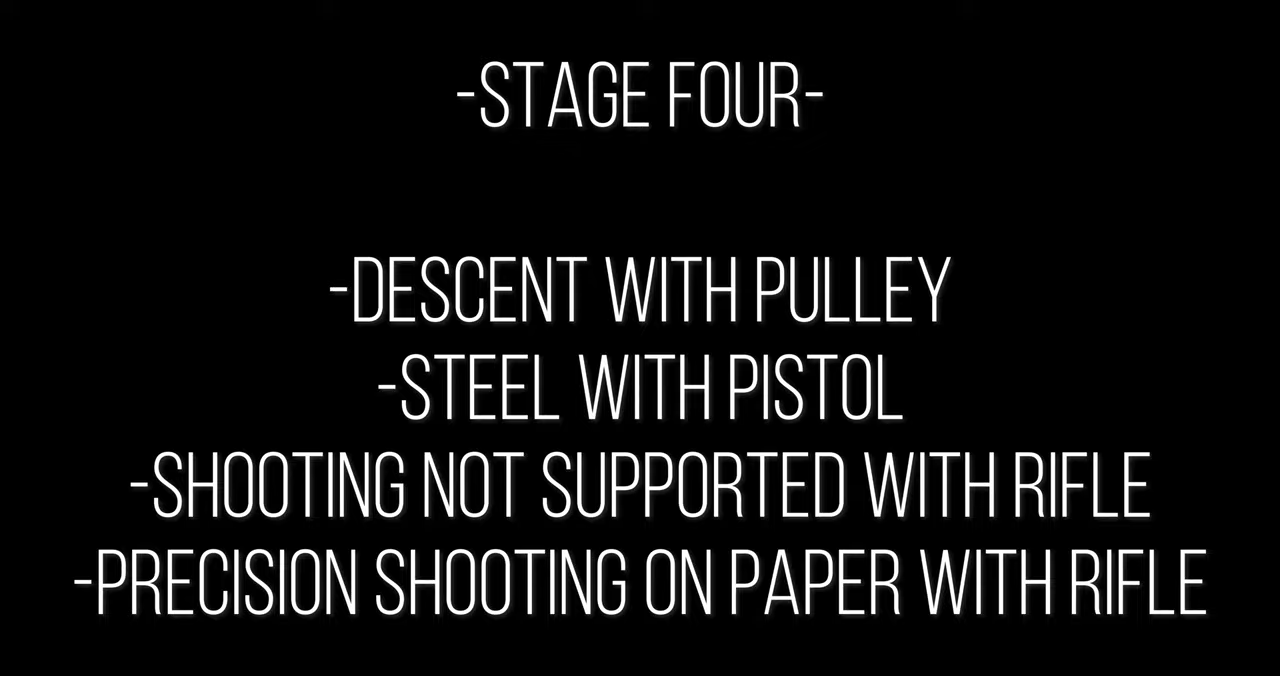 -STAGE FOUR-
-DESCENT WITH PULLEY
-STEEL WITH PISTOL
-SHOOTING NOT SUPPORTED WITH RIFLE
-PRECISION SHOOTING ON PAPER WITH RIFLE